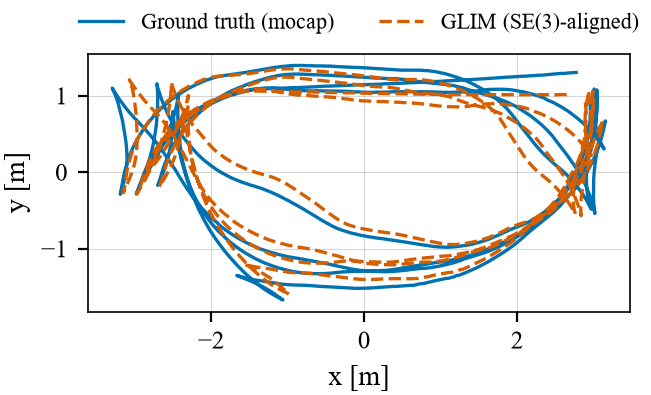 Ground truth (mocap) GLIM (SE(3)-aligned)
1
0
−1
y [m]
−2 0 2
x [m]